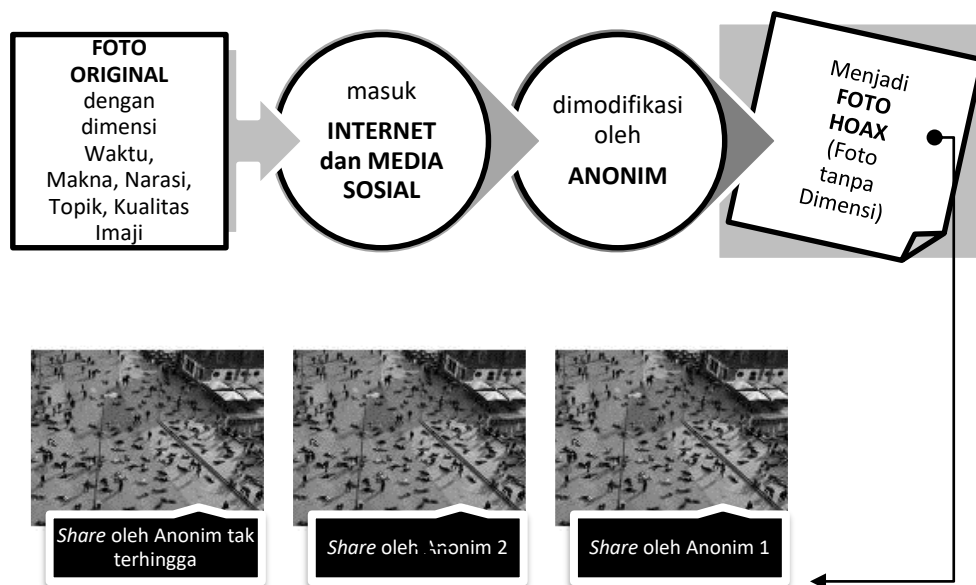 FOTO
ORIGINAL
dengan
dimensi
Waktu,
Makna, Narasi,
Topik, Kualitas
Imaji
masuk
INTERNET
dan MEDIA
SOSIAL
dimodifikasi
oleh
ANONIM
Menjadi
FOTO
HOAX
(Foto
tanpa
Dimensi)
Share oleh Anonim tak
terhingga
Share oleh Anonim 2
Share oleh Anonim 1